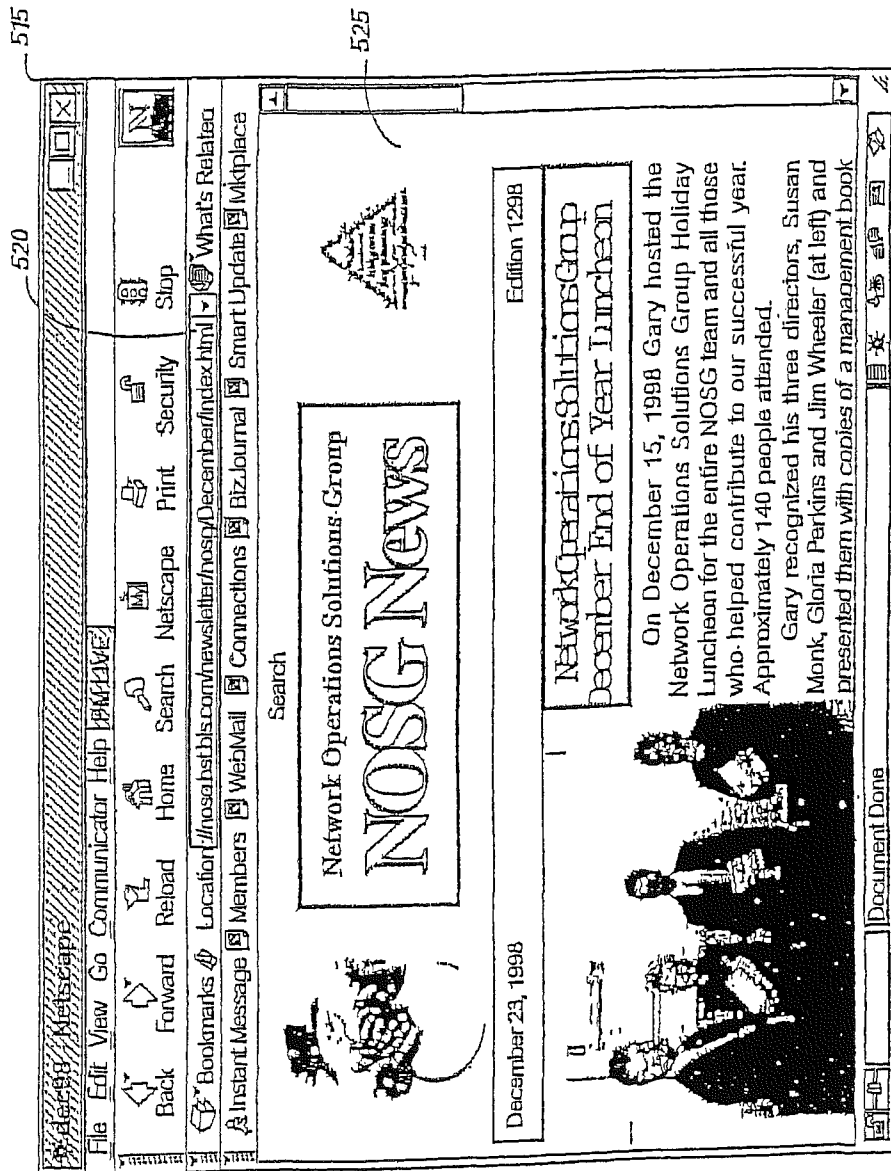 515
520
dec98 - Netscape
File Edit View Go Communicator Help
Back Forward Reload Home Search Netscape Print Security Stop
N
Bookmarks Location://nosg.bst.bls.com/newsletter/nosg/December/index.html What's Related
Instant Message Members WebMail Connections BizJournal Smart Update Mktplace
525
Search
Network Operations Solutions Group
NOSG News
December 23, 1998 Edition 1298
Network Operations Solutions Group
December End of Year Luncheon
On December 15, 1998 Gary hosted the
Network Operations Solutions Group Holiday
Luncheon for the entire NOSG team and all those
who helped contribute to our successful year.
Approximately 140 people attended.
Gary recognized his three directors, Susan
Monk, Gloria Perkins and Jim Wheeler (at left) and
presented them with copies of a management book
Document Done